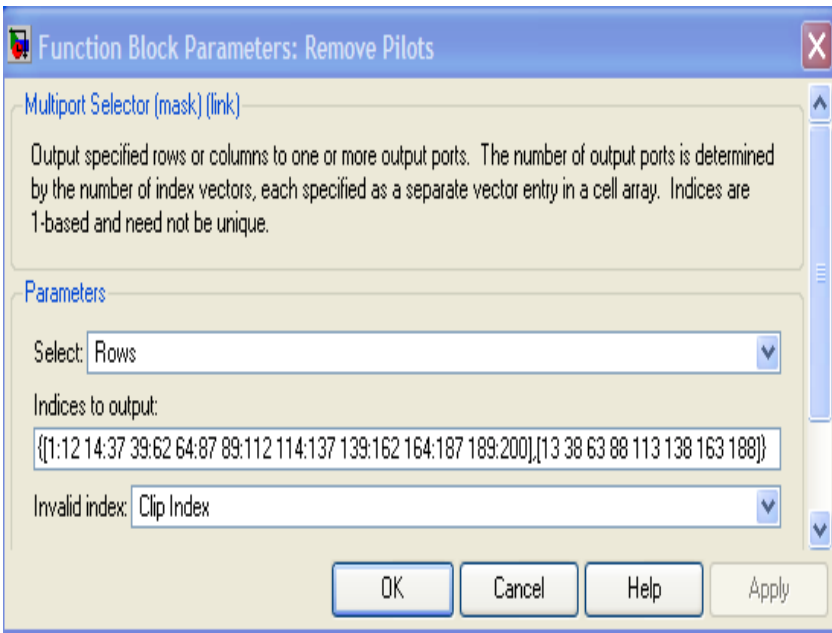 Function Block Parameters: Remove Pilots
Multiport Selector (mask) (link)
Output specified rows or columns to one or more output ports.  The number of output ports is determined
by the number of index vectors, each specified as a separate vector entry in a cell array.  Indices are
1-based and need not be unique.
Parameters
Select: Rows
Indices to output:
{[1:12 14:37 39:62 64:87 89:112 114:137 139:162 164:187 189:200],[13 38 63 88 113 138 163 188]}
Invalid index: Clip Index
OK Cancel Help Apply